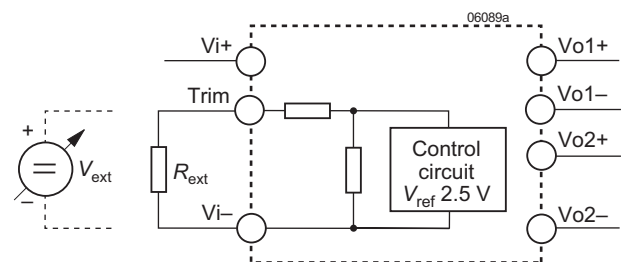 06089a
Vi+
Vo1+
Trim
Vo1–
Vo2+
+
Control
circuit
Vref 2.5 V
Vext
Rext
–
Vi–
Vo2–